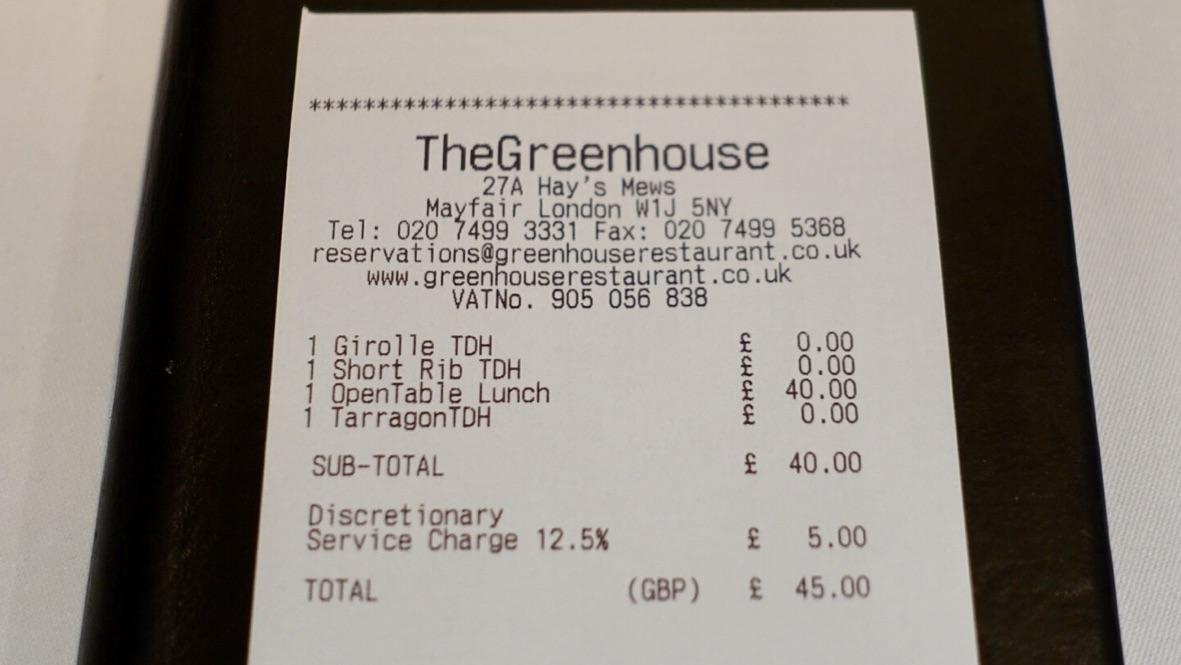 ******************************************
TheGreenhouse
27A Hay's Mews
Mayfair London W1J 5NY
Tel: 020 7499 3331 Fax: 020 7499 5368
reservations@greenhouserestaurant.co.uk
www.greenhouserestaurant.co.uk
VATNo. 905 056 838
1 Girolle TDH £ 0.00
1 Short Rib TDH £ 0.00
1 OpenTable Lunch £ 40.00
1 TarragonTDH £ 0.00
SUB-TOTAL £ 40.00
Discretionary
Service Charge 12.5% £ 5.00
TOTAL (GBP) £ 45.00